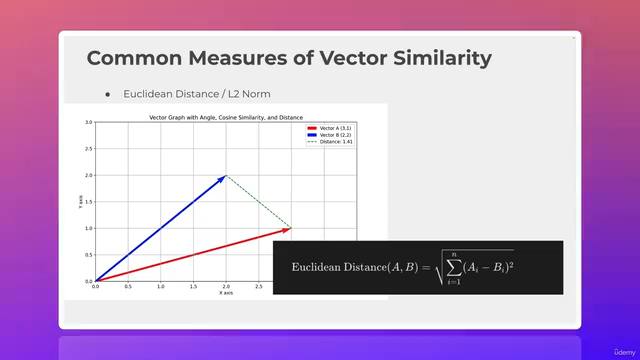 Common Measures of Vector Similarity
● Euclidean Distance / L2 Norm
Vector Graph with Angle, Cosine Similarity, and Distance
Vector A (3,1)
Vector B (2,2)
Distance: 1.41
3.0
2.5
2.0
1.5
1.0
0.5
0.0
Y axis
0.0 0.5 1.0 1.5 2.0 2.5
X axis
Euclidean Distance(A, B) = √∑ᵢ₌₁ⁿ(Aᵢ − Bᵢ)²
ûdemy